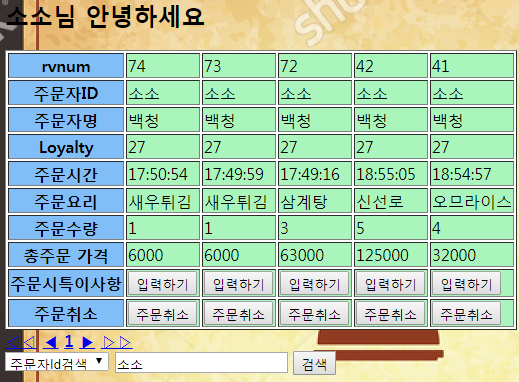 소소님 안녕하세요
rvnum 74 73 72 42 41
주문자ID 소소 소소 소소 소소 소소
주문자명 백청 백청 백청 백청 백청
Loyalty 27 27 27 27 27
주문시간 17:50:54 17:49:59 17:49:16 18:55:05 18:54:57
주문요리 새우튀김 새우튀김 삼계탕 신선로 오므라이스
주문수량 1 1 3 5 4
총주문 가격 6000 6000 63000 125000 32000
주문시특이사항 입력하기 입력하기 입력하기 입력하기 입력하기
주문취소 주문취소 주문취소 주문취소 주문취소 주문취소
◁◁ ◀ 1 ▶ ▷▷
주문자Id검색 ▼ 소소 검색